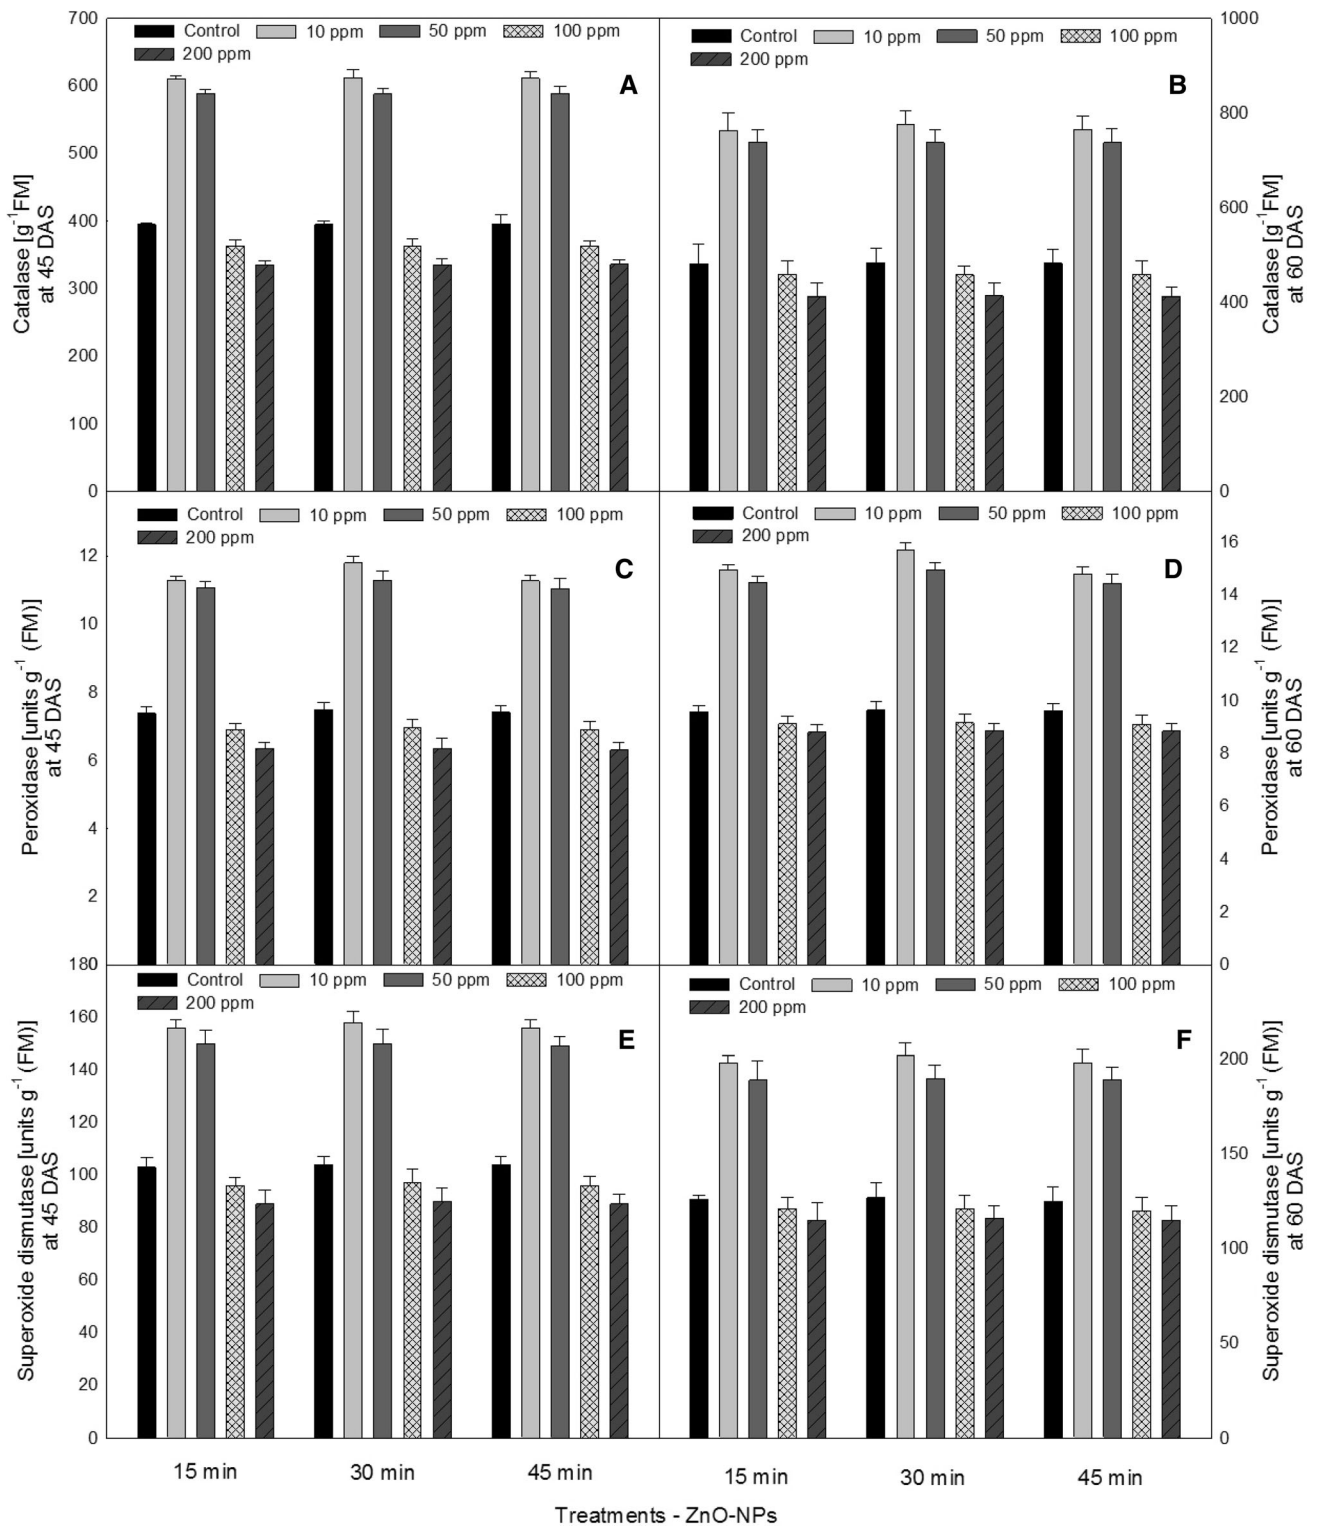 700
600
500
400
300
200
100
0
Catalase [g-1FM]
at 45 DAS
Control 10 ppm 50 ppm 100 ppm
200 ppm
A
Control 10 ppm 50 ppm 100 ppm
200 ppm
B
1000
800
600
400
200
0
Catalase [g-1FM]
at 60 DAS
12
10
8
6
4
2
Peroxidase [units g-1 (FM)]
at 45 DAS
Control 10 ppm 50 ppm 100 ppm
200 ppm
C
Control 10 ppm 50 ppm 100 ppm
200 ppm
D
16
14
12
10
8
6
4
2
0
Peroxidase [units g-1 (FM)]
at 60 DAS
180
160
140
120
100
80
60
40
20
0
Superoxide dismutase [units g-1 (FM)]
at 45 DAS
Control 10 ppm 50 ppm 100 ppm
200 ppm
E
Control 10 ppm 50 ppm 100 ppm
200 ppm
F
200
150
100
50
0
Superoxide dismutase [units g-1 (FM)]
at 60 DAS
15 min 30 min 45 min 15 min 30 min 45 min
Treatments - ZnO-NPs